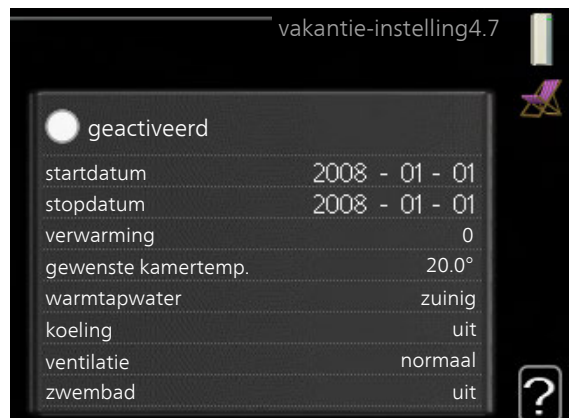 vakantie-instelling4.7
geactiveerd
startdatum 2008 - 01 - 01
stopdatum 2008 - 01 - 01
verwarming 0
gewenste kamertemp. 20.0°
warmtapwater zuinig
koeling uit
ventilatie normaal
zwembad uit
?